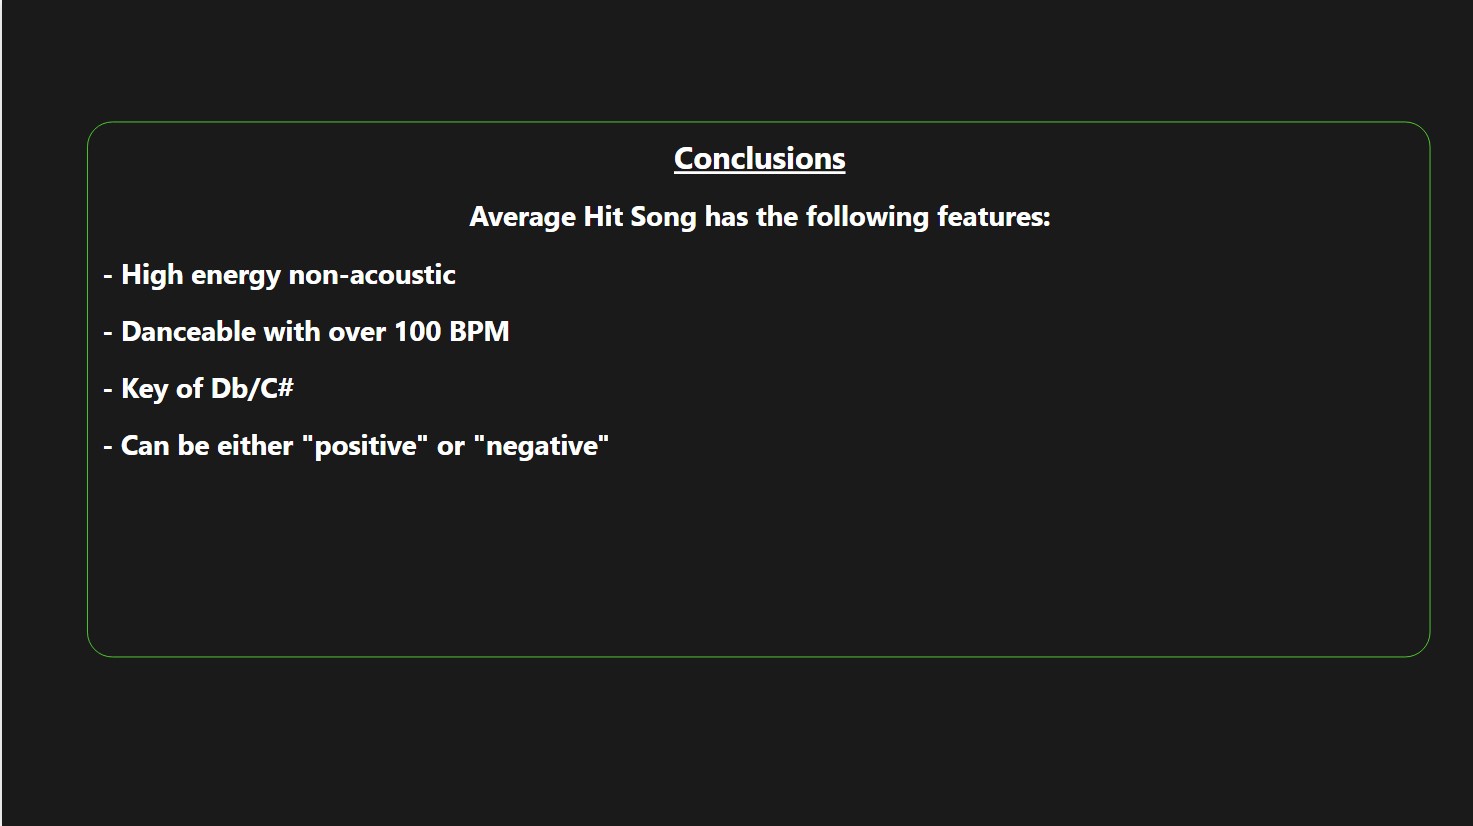 Conclusions
Average Hit Song has the following features:
- High energy non-acoustic
- Danceable with over 100 BPM
- Key of Db/C#
- Can be either "positive" or "negative"